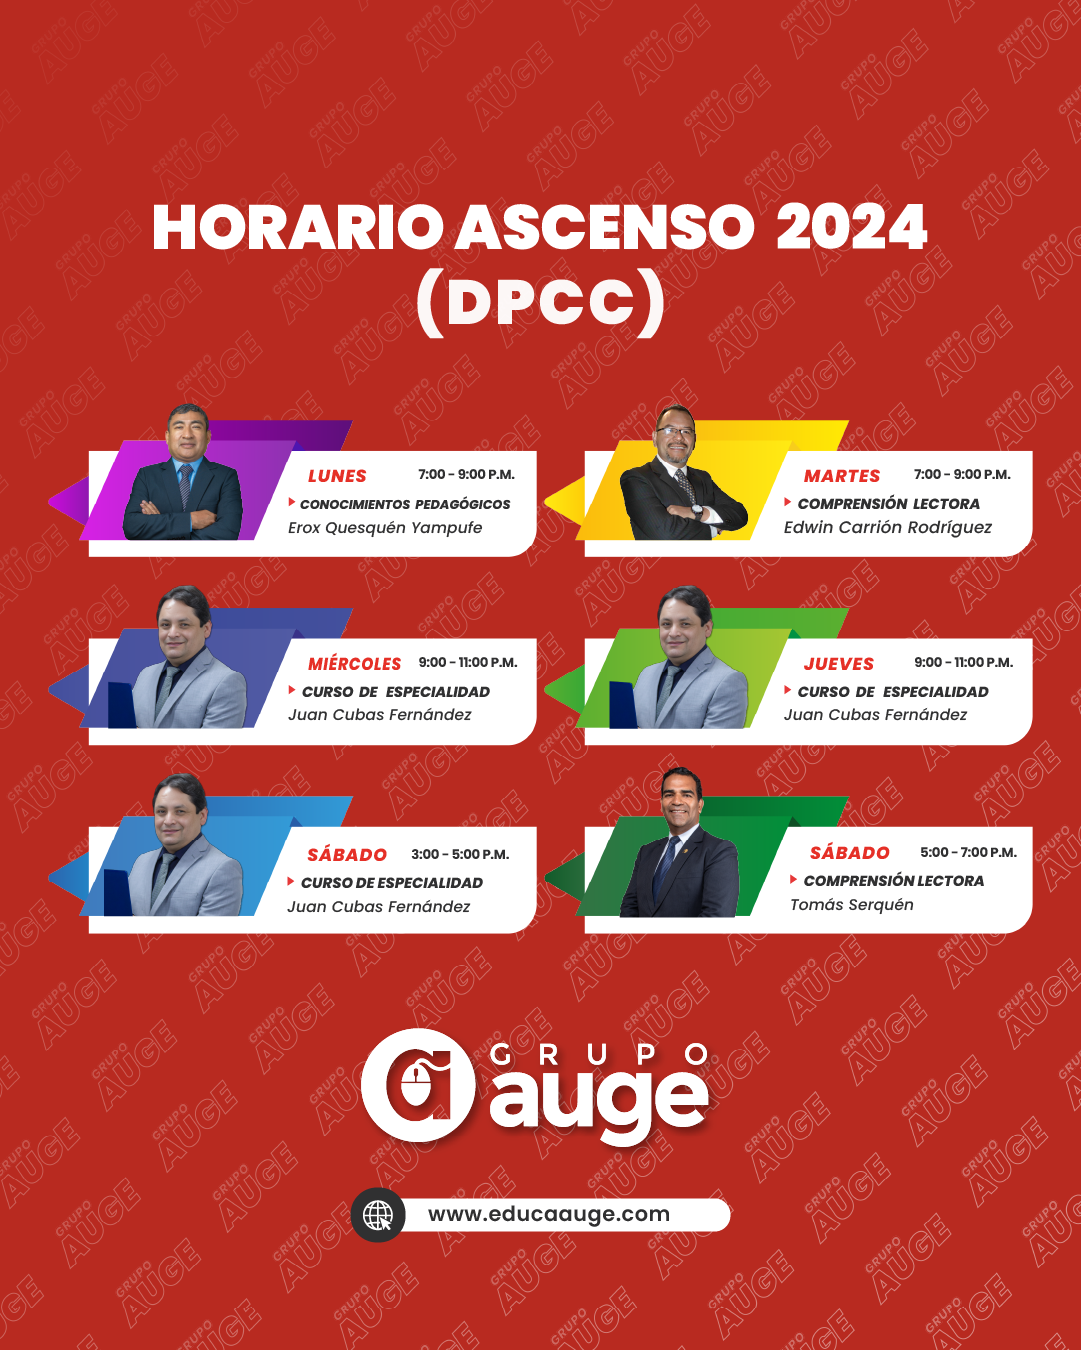 HORARIO ASCENSO 2024
(DPCC)
LUNES 7:00 - 9:00 P.M.
CONOCIMIENTOS PEDAGÓGICOS
Erox Quesquén Yampufe
MARTES 7:00 - 9:00 P.M.
COMPRENSIÓN LECTORA
Edwin Carrión Rodríguez
MIÉRCOLES 9:00 - 11:00 P.M.
CURSO DE ESPECIALIDAD
Juan Cubas Fernández
JUEVES 9:00 - 11:00 P.M.
CURSO DE ESPECIALIDAD
Juan Cubas Fernández
SÁBADO 3:00 - 5:00 P.M.
CURSO DE ESPECIALIDAD
Juan Cubas Fernández
SÁBADO 5:00 - 7:00 P.M.
COMPRENSIÓN LECTORA
Tomás Serquén
GRUPO
auge
www.educaauge.com